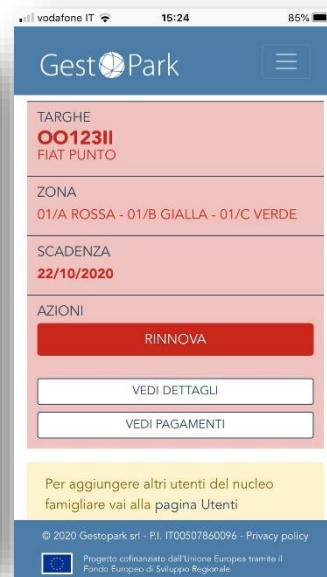 vodafone IT 15:24 85%
GestPark
TARGHE
OO123II
FIAT PUNTO
ZONA
01/A ROSSA - 01/B GIALLA - 01/C VERDE
SCADENZA
22/10/2020
AZIONI
RINNOVA
VEDI DETTAGLI
VEDI PAGAMENTI
Per aggiungere altri utenti del nucleo
famigliare vai alla pagina Utenti
© 2020 Gestopark srl - P.I. IT00507860096 - Privacy policy
Progetto cofinanziato dall'Unione Europea tramite il
Fondo Europeo di Sviluppo Regionale